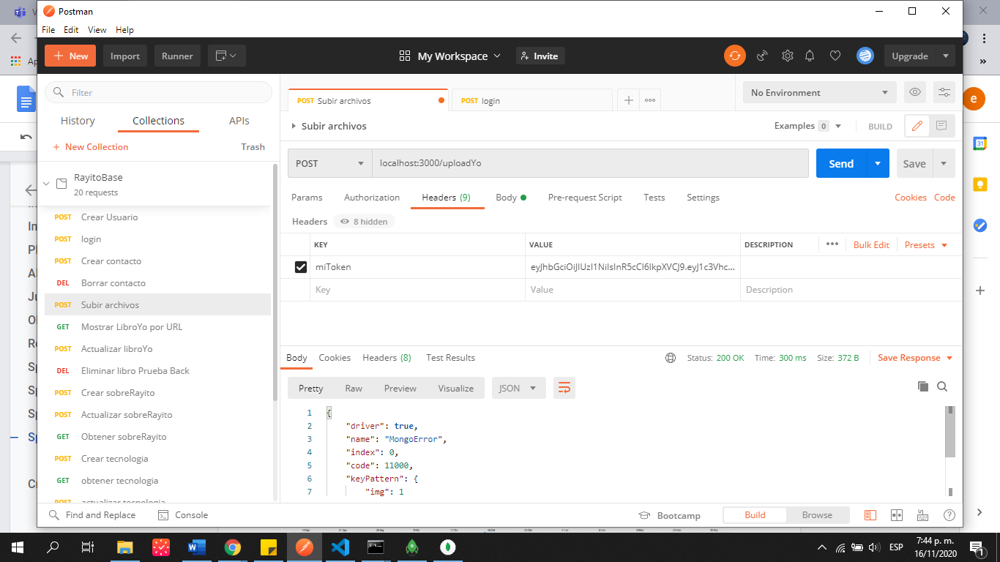 Postman
File Edit View Help
New Import Runner My Workspace Invite Upgrade
Filter
History Collections APIs
+ New Collection Trash
RayitoBase
20 requests
POST Crear Usuario
POST login
POST Crear contacto
DEL Borrar contacto
POST Subir archivos
GET Mostrar LibroYo por URL
POST Actualizar libroYo
DEL Eliminar libro Prueba Back
POST Crear sobreRayito
POST Actualizar sobreRayito
GET Obtener sobreRayito
POST Crear tecnologia
GET obtener tecnologia
POST actualizar tecnologia
POST Subir archivos
POST login
No Environment
Subir archivos
Examples 0 BUILD
POST localhost:3000/uploadYo Send Save
Params Authorization Headers (9) Body Pre-request Script Tests Settings Cookies Code
Headers 8 hidden
KEY VALUE DESCRIPTION Bulk Edit Presets
miToken eyJhbGciOiJIUzI1NiIsInR5cCI6IkpXVCJ9.eyJ1c3Vhc...
Key Value Description
Body Cookies Headers (8) Test Results Status: 200 OK Time: 300 ms Size: 372 B Save Response
Pretty Raw Preview Visualize JSON
1 {
2 "driver": true,
3 "name": "MongoError",
4 "index": 0,
5 "code": 11000,
6 "keyPattern": {
7 "img": 1
Find and Replace Console Bootcamp Build Browse
e
31
ESP
7:44 p. m.
16/11/2020
1